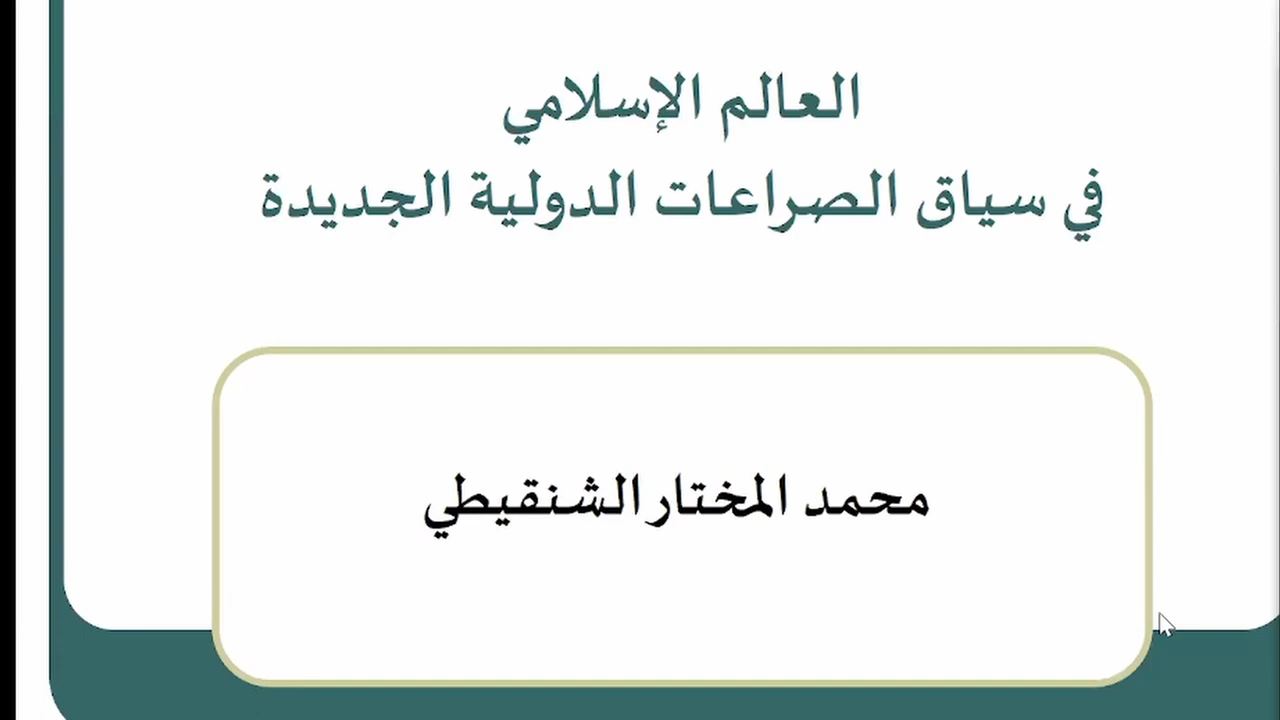 العالم الإسلامي
في سياق الصراعات الدولية الجديدة
محمد المختار الشنقيطي